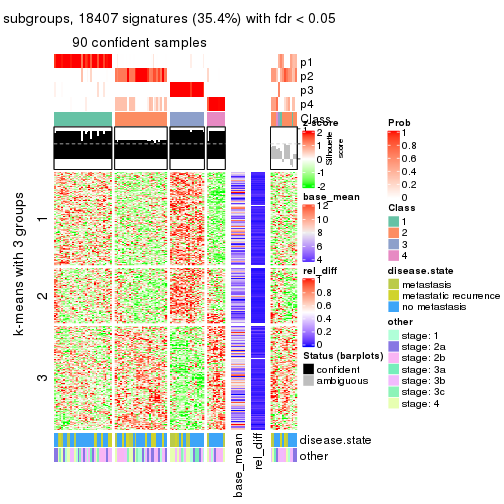 subgroups, 18407 signatures (35.4%) with fdr < 0.05
90 confident samples
p1
p2
p3
p4
Class
z-score
2
1
0
-1
-2
1
Silhouette
score
base_mean
12
10
8
6
4
rel_diff
0.8
0.6
0.4
0.2
0
Status (barplots)
confident
ambiguous
Prob
1
0.8
0.6
0.4
0.2
0
Class
1
2
3
4
disease.state
metastasis
metastatic recurrence
no metastasis
other
stage: 1
stage: 2a
stage: 2b
stage: 3a
stage: 3b
stage: 3c
stage: 4
k-means with 3 groups
1
2
3
disease.state
other
base_mean
rel_diff